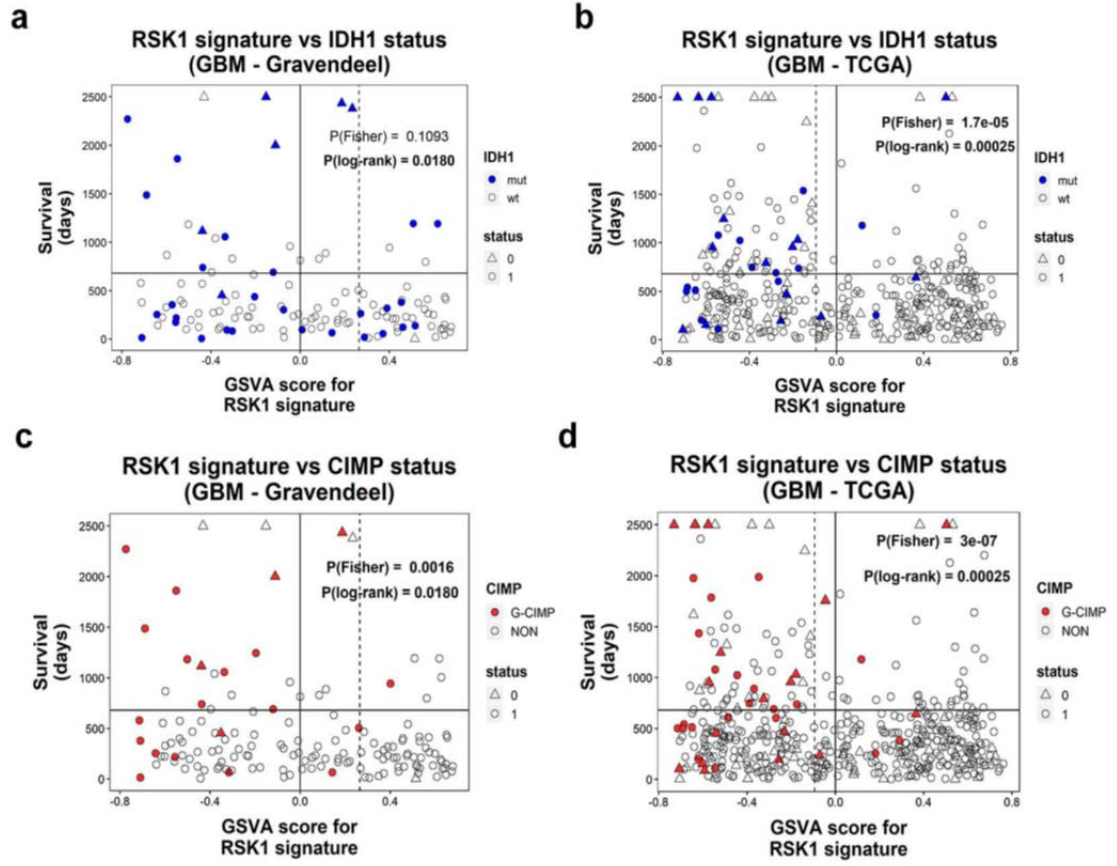 a
RSK1 signature vs IDH1 status
(GBM - Gravendeel)
Survival
(days)
2500
2000
1500
1000
500
0
-0.8
-0.4
0.0
0.4
P(Fisher) = 0.1093
P(log-rank) = 0.0180
IDH1
mut
wt
status
0
1
GSVA score for
RSK1 signature
b
RSK1 signature vs IDH1 status
(GBM - TCGA)
Survival
(days)
2500
2000
1500
1000
500
0
-0.8
-0.4
0.0
0.4
0.8
P(Fisher) = 1.7e-05
P(log-rank) = 0.00025
IDH1
mut
wt
status
0
1
GSVA score for
RSK1 signature
c
RSK1 signature vs CIMP status
(GBM - Gravendeel)
Survival
(days)
2500
2000
1500
1000
500
0
-0.8
-0.4
0.0
0.4
P(Fisher) = 0.0016
P(log-rank) = 0.0180
CIMP
G-CIMP
NON
status
0
1
GSVA score for
RSK1 signature
d
RSK1 signature vs CIMP status
(GBM - TCGA)
Survival
(days)
2500
2000
1500
1000
500
0
-0.8
-0.4
0.0
0.4
0.8
P(Fisher) = 3e-07
P(log-rank) = 0.00025
CIMP
G-CIMP
NON
status
0
1
GSVA score for
RSK1 signature